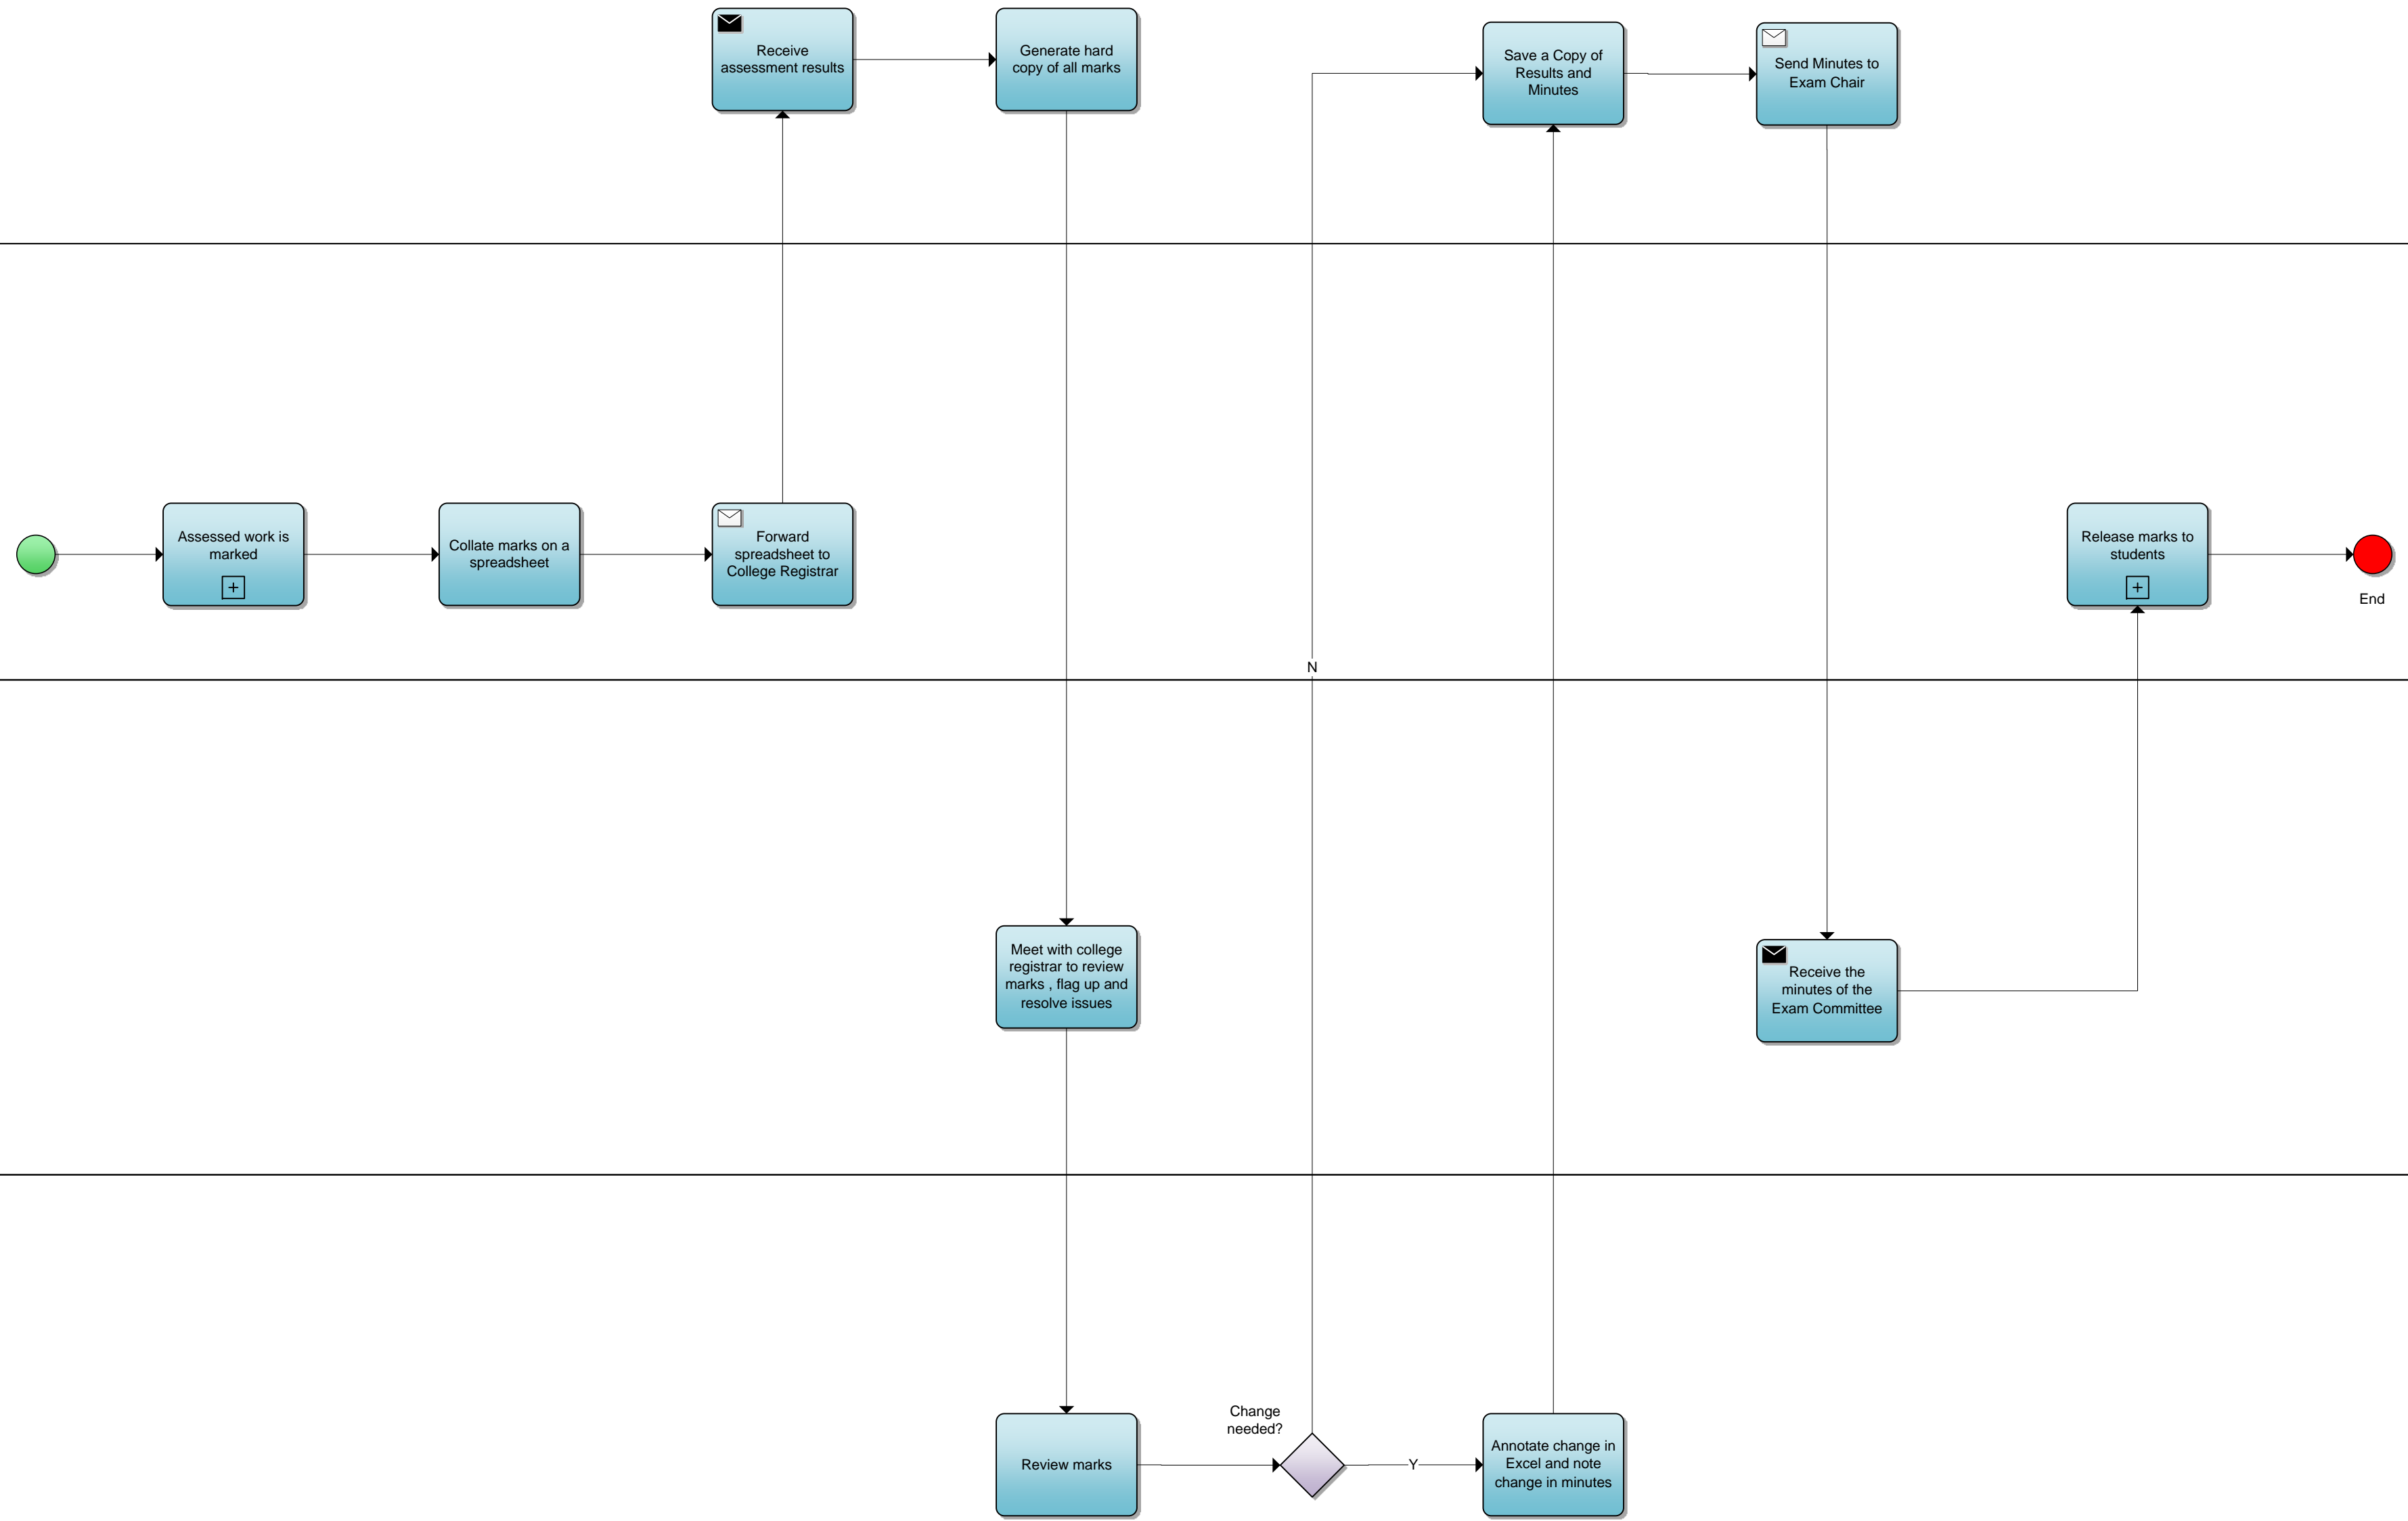 Receive
assessment results
Generate hard
copy of all marks
Save a Copy of
Results and
Minutes
Send Minutes to
Exam Chair
Assessed work is
marked
Collate marks on a
spreadsheet
Forward
spreadsheet to
College Registrar
Release marks to
students
End
N
Meet with college
registrar to review
marks , flag up and
resolve issues
Receive the
minutes of the
Exam Committee
Review marks
Change
needed?
Y
Annotate change in
Excel and note
change in minutes